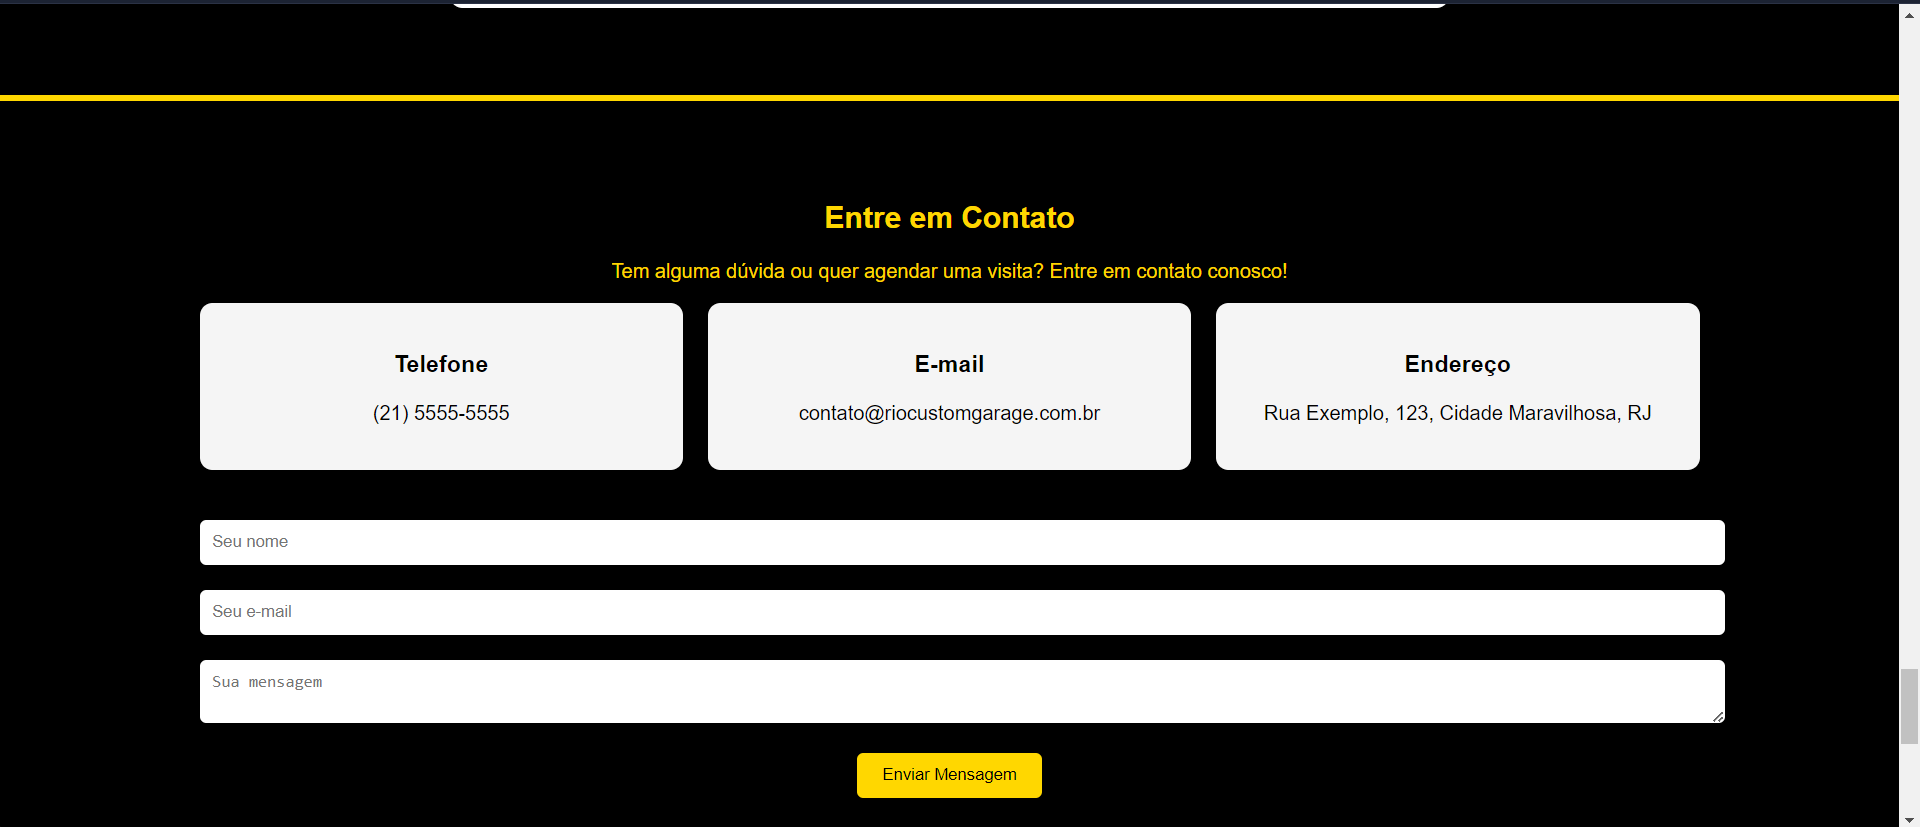 Entre em Contato
Tem alguma dúvida ou quer agendar uma visita? Entre em contato conosco!
Telefone
(21) 5555-5555
E-mail
contato@riocustomgarage.com.br
Endereço
Rua Exemplo, 123, Cidade Maravilhosa, RJ
Seu nome
Seu e-mail
Sua mensagem
Enviar Mensagem